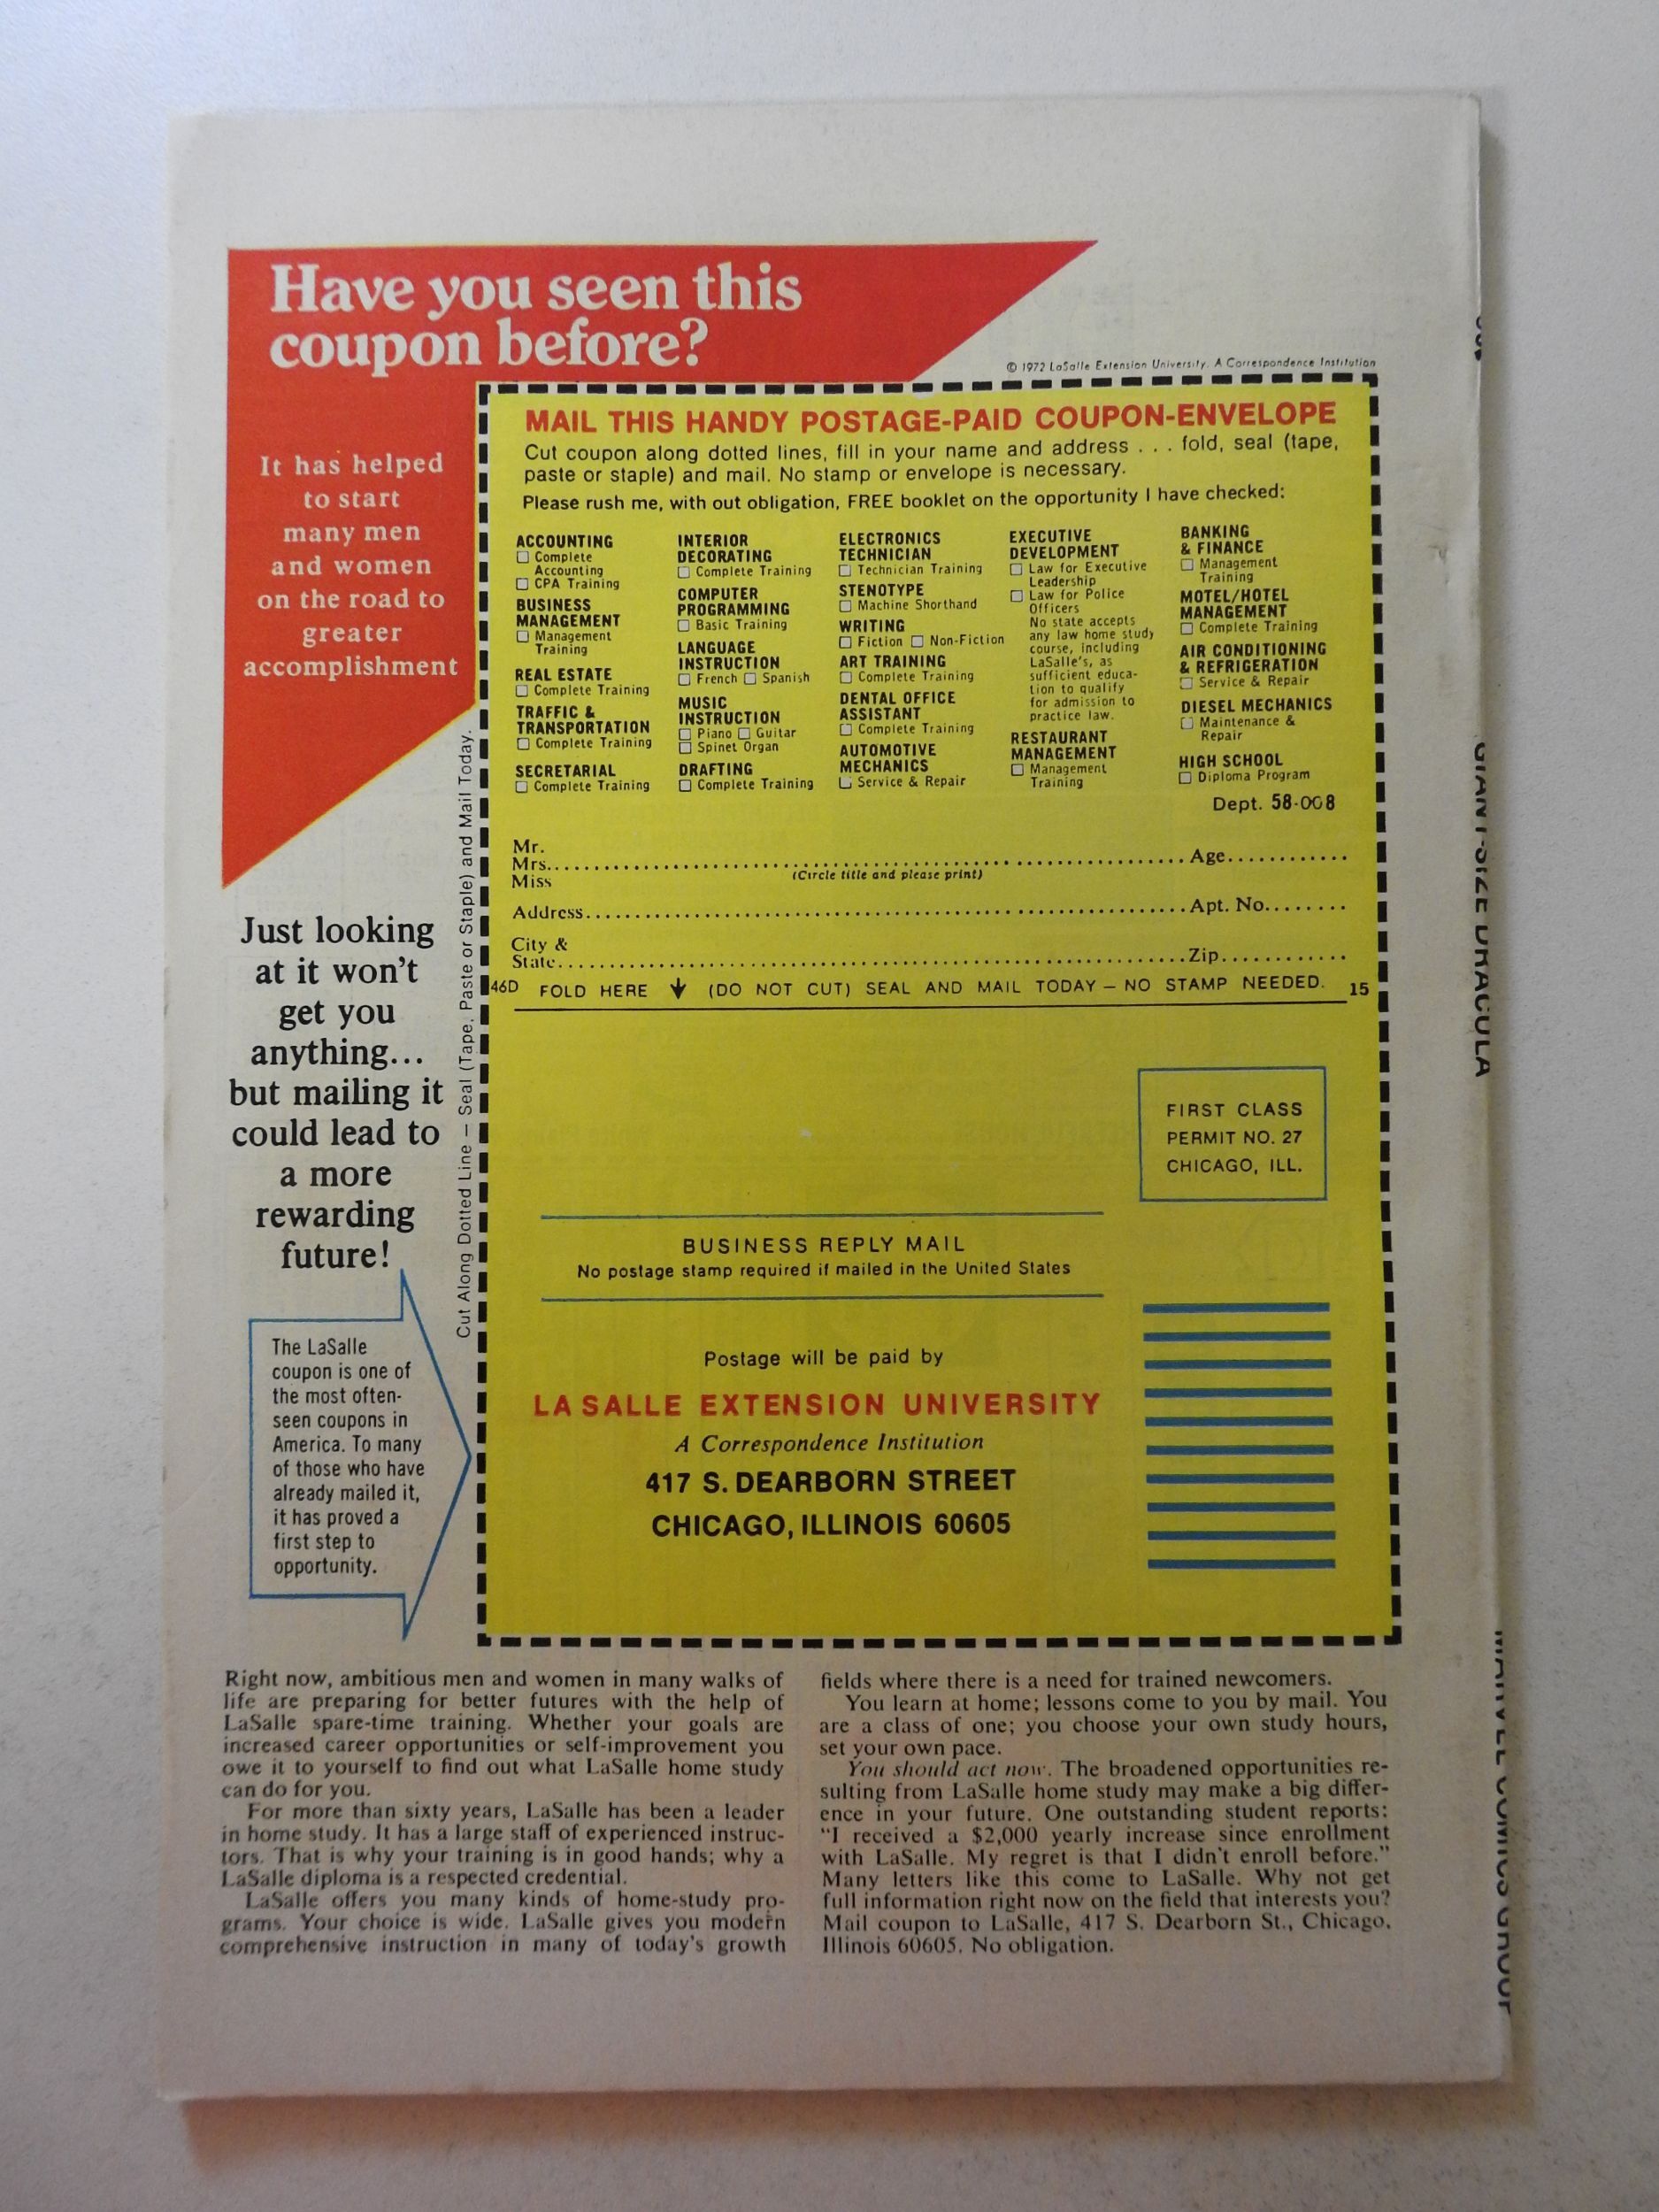 Have you seen this
coupon before?
© 1972 LaSalle Extension University. A Correspondence Institution
It has helped
to start
many men
and women
on the road to
greater
accomplishment
Just looking
at it won't
get you
anything...
but mailing it
could lead to
a more
rewarding
future!
The LaSalle
coupon is one of
the most often-
seen coupons in
America. To many
of those who have
already mailed it,
it has proved a
first step to
opportunity.
Cut Along Dotted Line — Seal (Tape, Paste or Staple) and Mail Today.
MAIL THIS HANDY POSTAGE-PAID COUPON-ENVELOPE
Cut coupon along dotted lines, fill in your name and address . . . fold, seal (tape,
paste or staple) and mail. No stamp or envelope is necessary.
Please rush me, with out obligation, FREE booklet on the opportunity I have checked:
ACCOUNTING
☐ Complete
Accounting
☐ CPA Training
BUSINESS
MANAGEMENT
☐ Management
Training
REAL ESTATE
☐ Complete Training
TRAFFIC &
TRANSPORTATION
☐ Complete Training
SECRETARIAL
☐ Complete Training
INTERIOR
DECORATING
☐ Complete Training
COMPUTER
PROGRAMMING
☐ Basic Training
LANGUAGE
INSTRUCTION
☐ French ☐ Spanish
MUSIC
INSTRUCTION
☐ Piano ☐ Guitar
☐ Spinet Organ
DRAFTING
☐ Complete Training
ELECTRONICS
TECHNICIAN
☐ Technician Training
STENOTYPE
☐ Machine Shorthand
WRITING
☐ Fiction ☐ Non-Fiction
ART TRAINING
☐ Complete Training
DENTAL OFFICE
ASSISTANT
☐ Complete Training
AUTOMOTIVE
MECHANICS
☐ Service & Repair
EXECUTIVE
DEVELOPMENT
☐ Law for Executive
Leadership
☐ Law for Police
Officers
No state accepts
any law home study
course, including
LaSalle's, as
sufficient educa-
tion to qualify
for admission to
practice law.
RESTAURANT
MANAGEMENT
☐ Management
Training
BANKING
& FINANCE
☐ Management
Training
MOTEL/HOTEL
MANAGEMENT
☐ Complete Training
AIR CONDITIONING
& REFRIGERATION
☐ Service & Repair
DIESEL MECHANICS
☐ Maintenance &
Repair
HIGH SCHOOL
☐ Diploma Program
Dept. 58-008
Mr.
Mrs. Age
Miss (Circle title and please print)
Address Apt. No.
City &
State Zip
46D FOLD HERE ↓ (DO NOT CUT) SEAL AND MAIL TODAY — NO STAMP NEEDED. 15
FIRST CLASS
PERMIT NO. 27
CHICAGO, ILL.
BUSINESS REPLY MAIL
No postage stamp required if mailed in the United States
Postage will be paid by
LA SALLE EXTENSION UNIVERSITY
A Correspondence Institution
417 S. DEARBORN STREET
CHICAGO, ILLINOIS 60605
Right now, ambitious men and women in many walks of
life are preparing for better futures with the help of
LaSalle spare-time training. Whether your goals are
increased career opportunities or self-improvement you
owe it to yourself to find out what LaSalle home study
can do for you.
For more than sixty years, LaSalle has been a leader
in home study. It has a large staff of experienced instruc-
tors. That is why your training is in good hands; why a
LaSalle diploma is a respected credential.
LaSalle offers you many kinds of home-study pro-
grams. Your choice is wide. LaSalle gives you modern
comprehensive instruction in many of today's growth
fields where there is a need for trained newcomers.
You learn at home; lessons come to you by mail. You
are a class of one; you choose your own study hours,
set your own pace.
You should act now. The broadened opportunities re-
sulting from LaSalle home study may make a big differ-
ence in your future. One outstanding student reports:
"I received a $2,000 yearly increase since enrollment
with LaSalle. My regret is that I didn't enroll before."
Many letters like this come to LaSalle. Why not get
full information right now on the field that interests you?
Mail coupon to LaSalle, 417 S. Dearborn St., Chicago,
Illinois 60605. No obligation.
GIANT-SIZE DRACULA
MARVEL COMICS GROUP